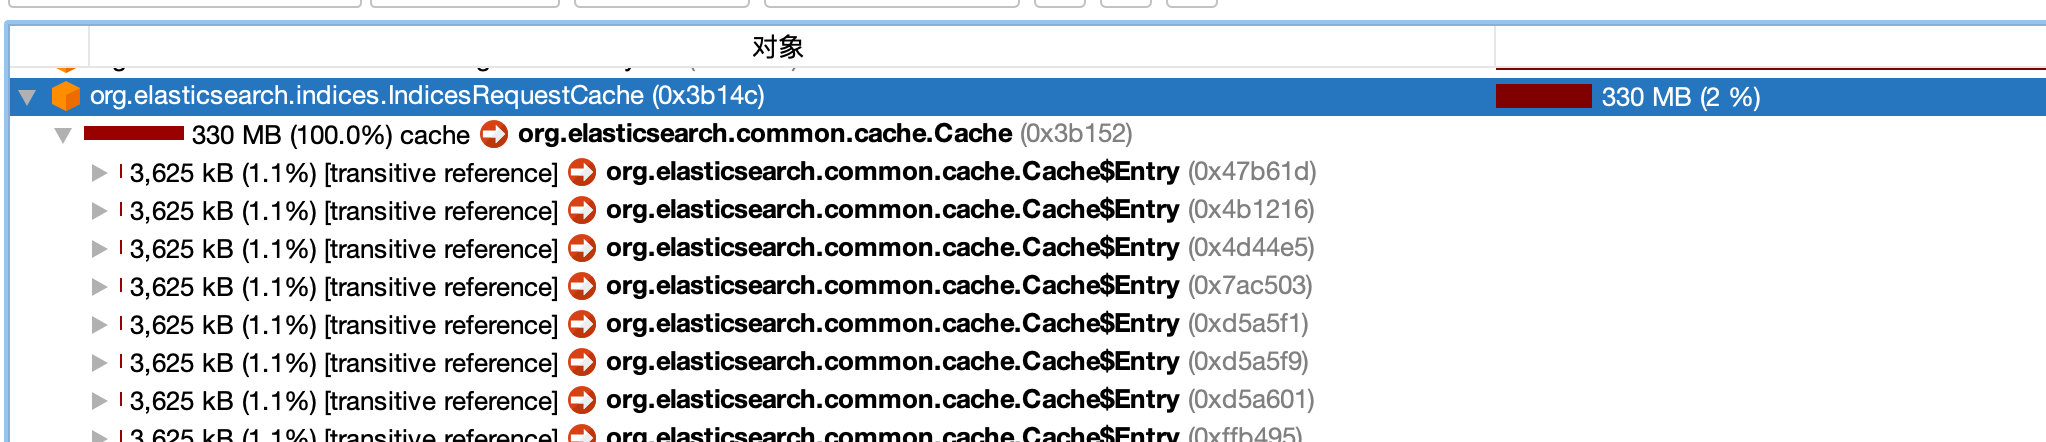 对象
org.elasticsearch.indices.IndicesRequestCache (0x3b14c) 330 MB (2 %)
330 MB (100.0%) cache org.elasticsearch.common.cache.Cache (0x3b152)
3,625 kB (1.1%) [transitive reference] org.elasticsearch.common.cache.Cache$Entry (0x47b61d)
3,625 kB (1.1%) [transitive reference] org.elasticsearch.common.cache.Cache$Entry (0x4b1216)
3,625 kB (1.1%) [transitive reference] org.elasticsearch.common.cache.Cache$Entry (0x4d44e5)
3,625 kB (1.1%) [transitive reference] org.elasticsearch.common.cache.Cache$Entry (0x7ac503)
3,625 kB (1.1%) [transitive reference] org.elasticsearch.common.cache.Cache$Entry (0xd5a5f1)
3,625 kB (1.1%) [transitive reference] org.elasticsearch.common.cache.Cache$Entry (0xd5a5f9)
3,625 kB (1.1%) [transitive reference] org.elasticsearch.common.cache.Cache$Entry (0xd5a601)
3,625 kB (1.1%) [transitive reference] org.elasticsearch.common.cache.Cache$Entry (0xffb495)